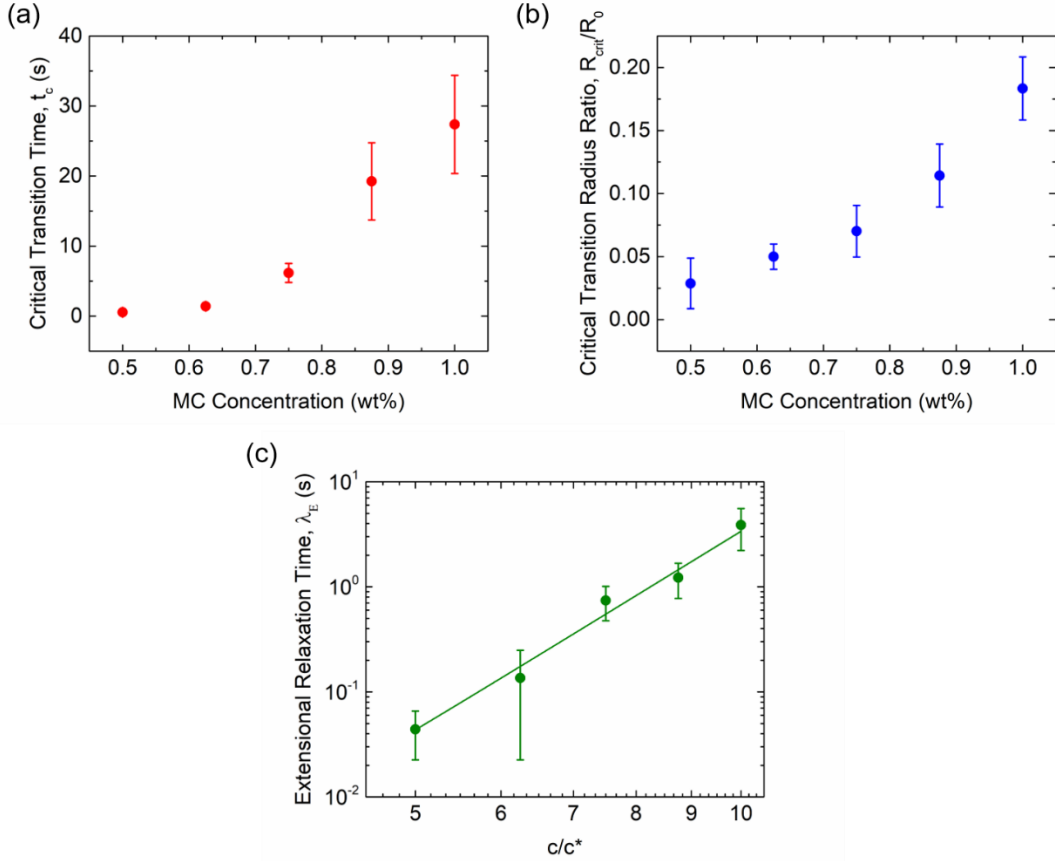 (a)
Critical Transition Time, t_c (s)
40
30
20
10
0
0.5 0.6 0.7 0.8 0.9 1.0
MC Concentration (wt%)
(b)
Critical Transition Radius Ratio, R_crit/R_0
0.20
0.15
0.10
0.05
0.00
0.5 0.6 0.7 0.8 0.9 1.0
MC Concentration (wt%)
(c)
Extensional Relaxation Time, λ_E (s)
10^1
10^0
10^-1
10^-2
5 6 7 8 9 10
c/c*